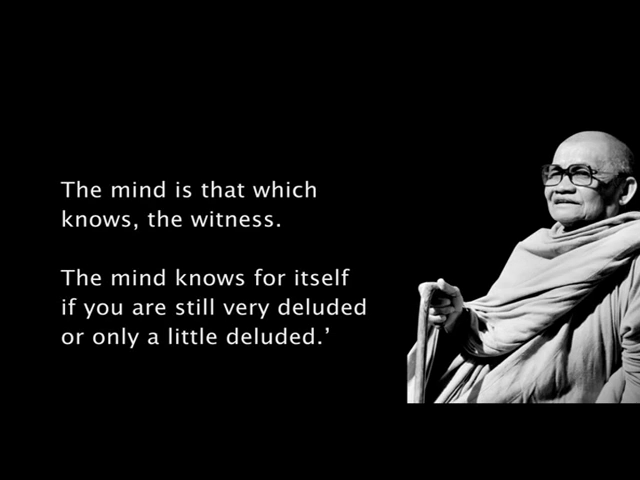 The mind is that which
knows, the witness.
The mind knows for itself
if you are still very deluded
or only a little deluded.’